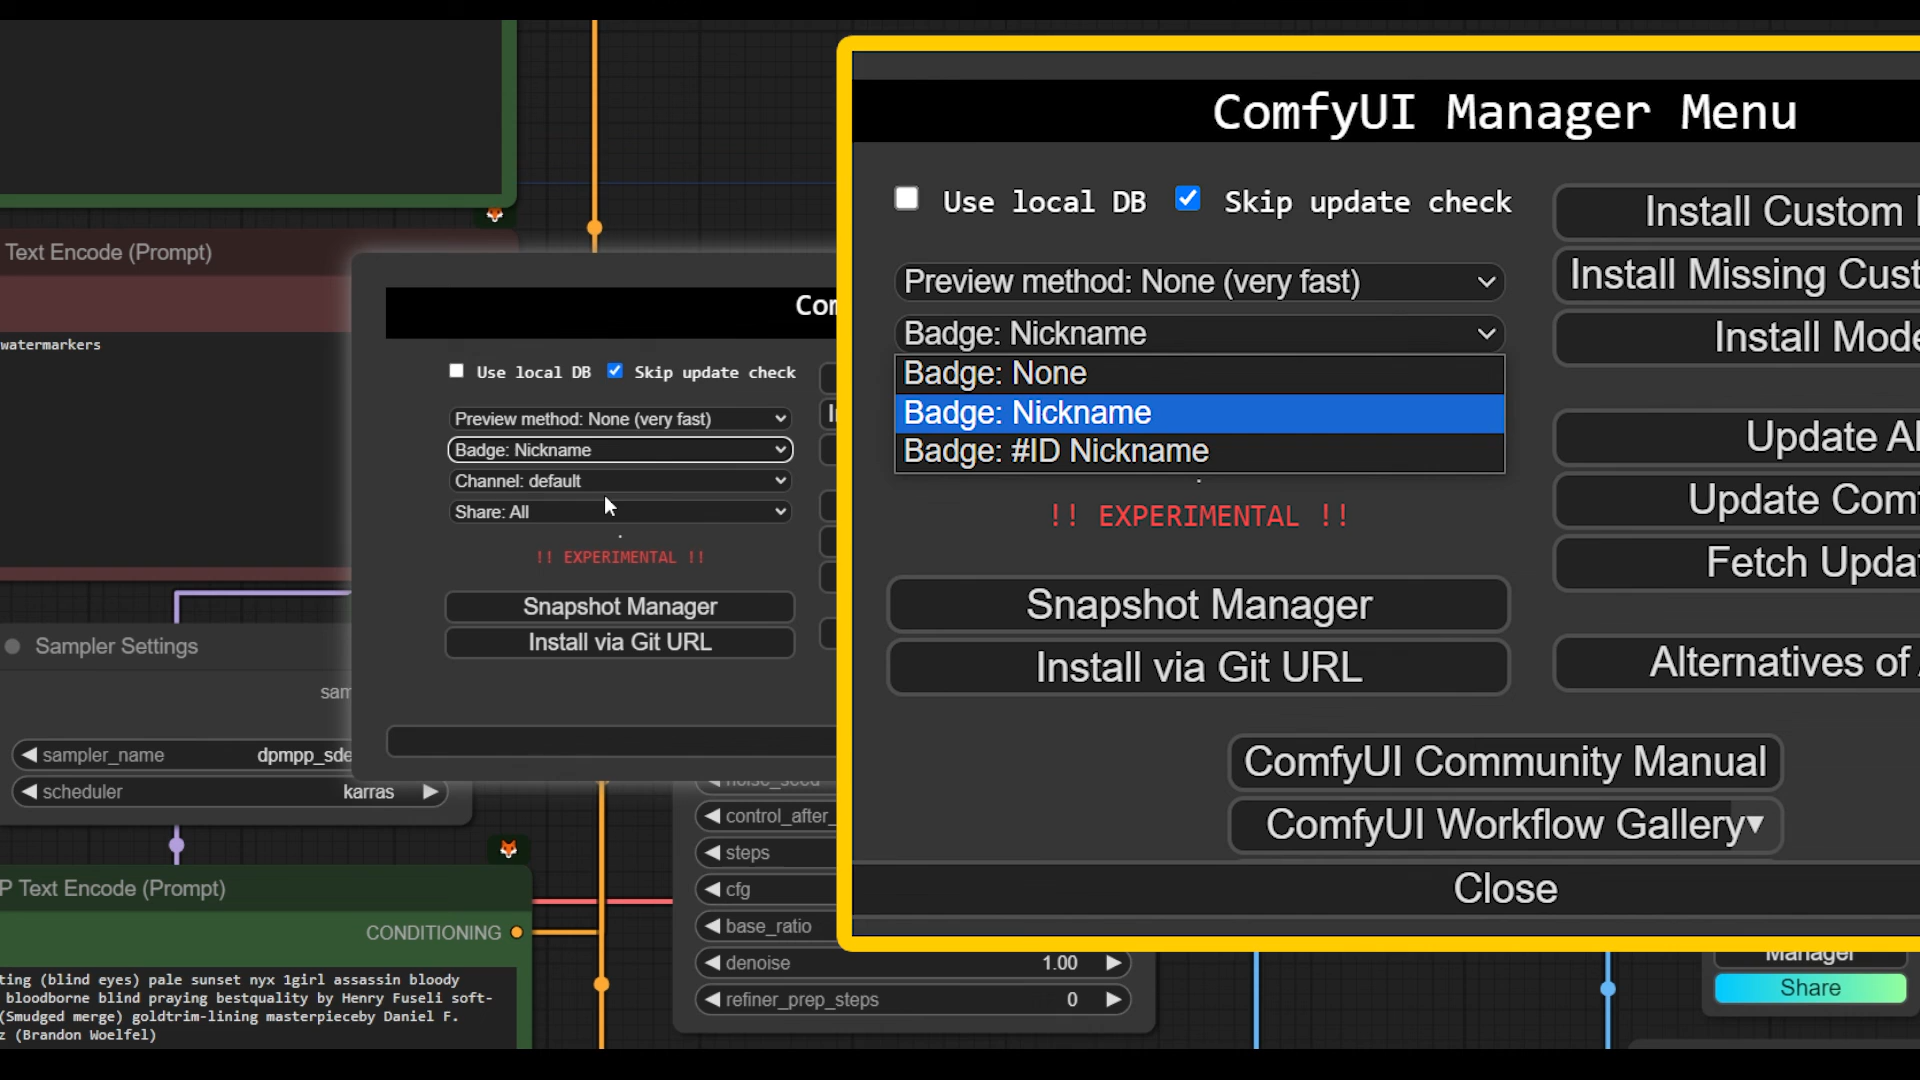 Text Encode (Prompt)
watermarkers
Sampler Settings
sam
sampler_name dpmpp_sde
scheduler karras
P Text Encode (Prompt)
CONDITIONING
ting (blind eyes) pale sunset nyx 1girl assassin bloody
bloodborne blind praying bestquality by Henry Fuseli soft-
(Smudged merge) goldtrim-lining masterpieceby Daniel F.
z (Brandon Woelfel)
Com
Use local DB Skip update check
Preview method: None (very fast)
Badge: Nickname
Channel: default
Share: All
!! EXPERIMENTAL !!
Snapshot Manager
Install via Git URL
noise_seed
control_after_
steps
cfg
base_ratio
denoise 1.00
refiner_prep_steps 0
ComfyUI Manager Menu
Use local DB Skip update check
Preview method: None (very fast)
Badge: Nickname
Badge: None
Badge: Nickname
Badge: #ID Nickname
!! EXPERIMENTAL !!
Snapshot Manager
Install via Git URL
Install Custom
Install Missing Cust
Install Mode
Update Al
Update Com
Fetch Updat
Alternatives of
ComfyUI Community Manual
ComfyUI Workflow Gallery
Close
Manager
Share